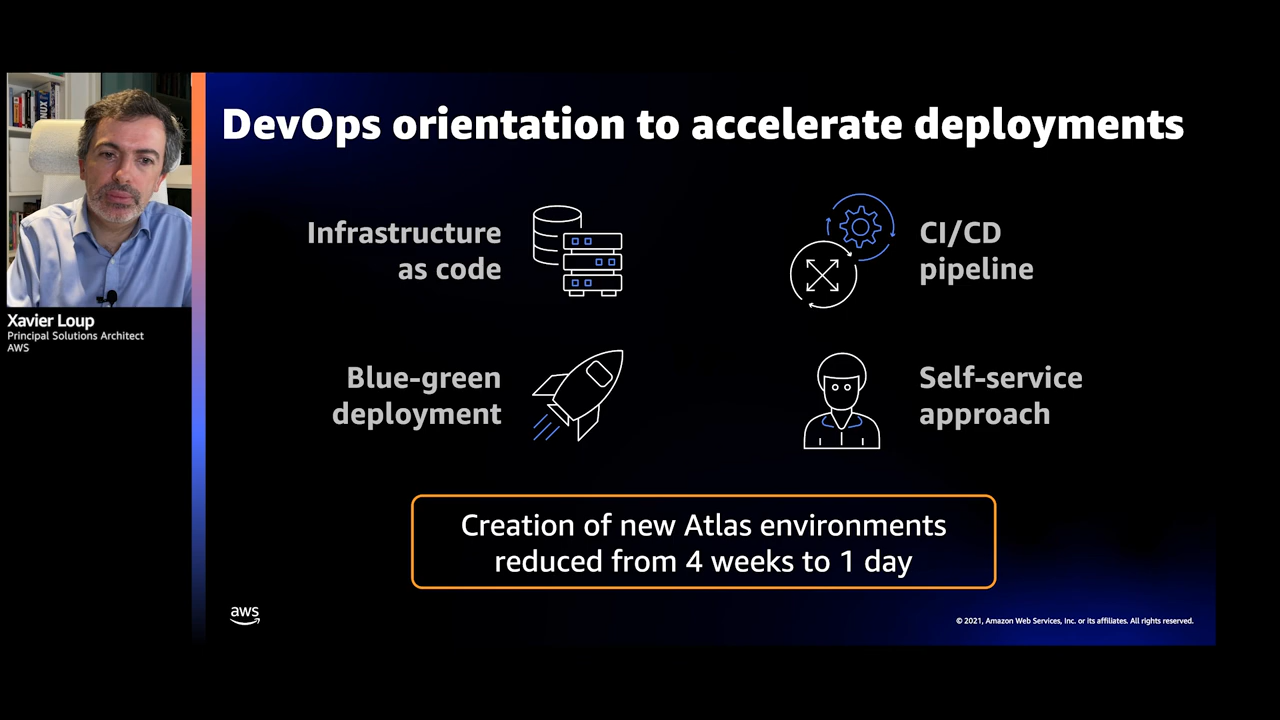 DevOps orientation to accelerate deployments
Infrastructure
as code
CI/CD
pipeline
Blue-green
deployment
Self-service
approach
Creation of new Atlas environments
reduced from 4 weeks to 1 day
Xavier Loup
Principal Solutions Architect
AWS
aws
© 2021, Amazon Web Services, Inc. or its affiliates. All rights reserved.